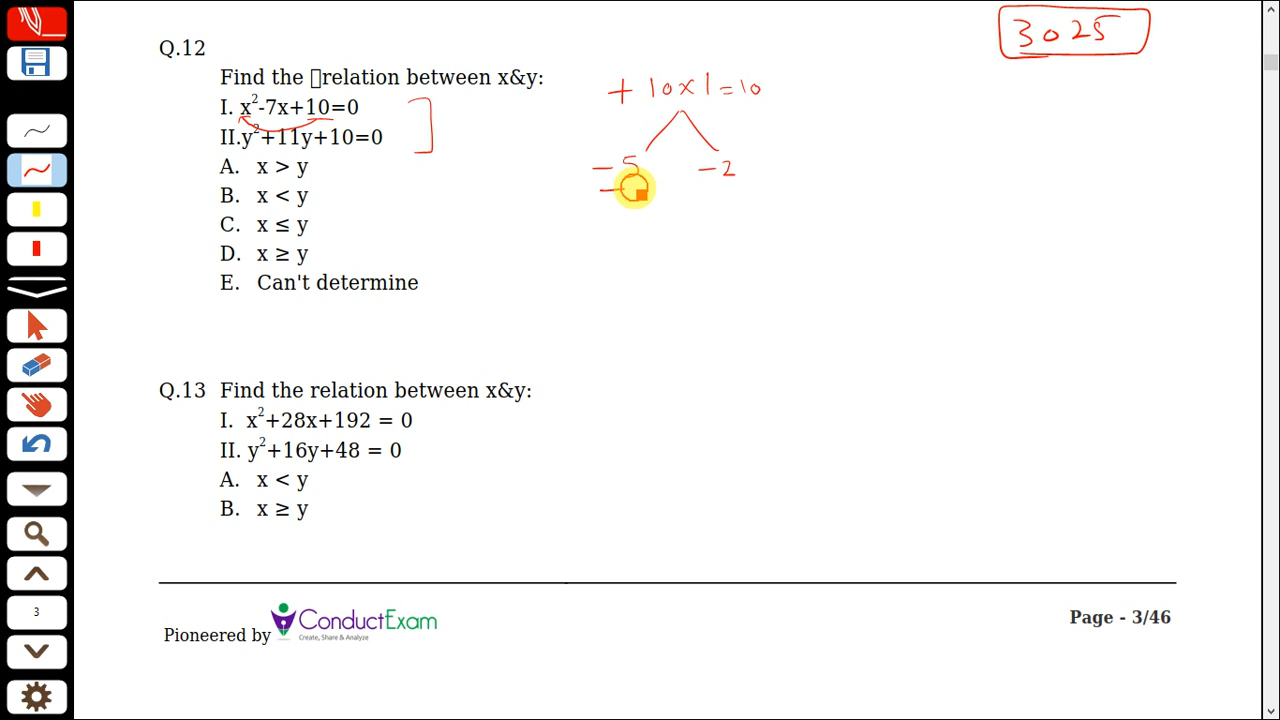 3025
Q.12
Find the relation between x&y:
+ 10x1=10
I. x²-7x+10=0
II.y²+11y+10=0
A. x > y
-5 -2
B. x < y
C. x ≤ y
D. x ≥ y
E. Can't determine
Q.13 Find the relation between x&y:
I. x²+28x+192 = 0
II. y²+16y+48 = 0
A. x < y
B. x ≥ y
Pioneered by ConductExam
Create, Share & Analyze
Page - 3/46
3